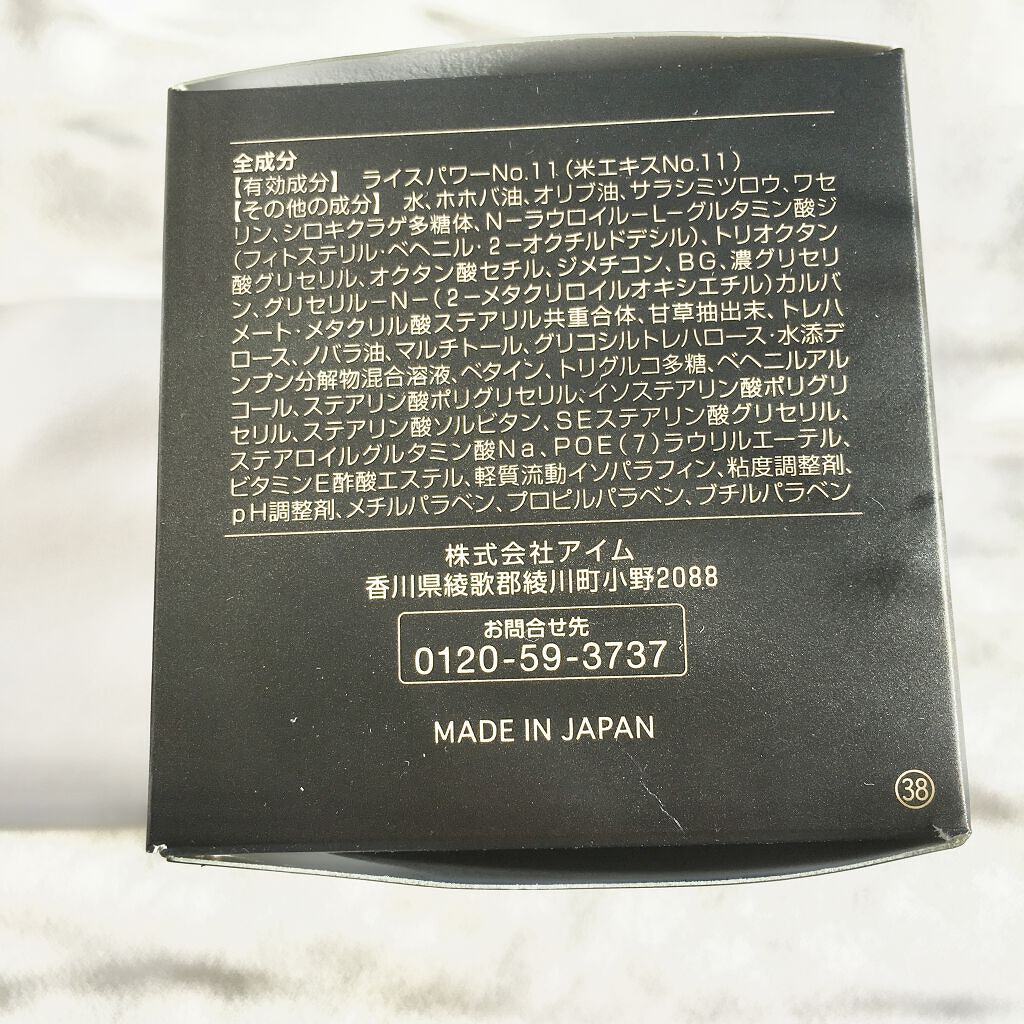 全成分
【有効成分】 ライスパワーNo.11(米エキスNo.11)
【その他の成分】 水、ホホバ油、オリブ油、サラシミツロウ、ワセ
リン、シロキクラゲ多糖体、N-ラウロイル-L-グルタミン酸ジ
(フィトステリル・ベヘニル・2-オクチルドデシル)、トリオクタン
酸グリセリル、オクタン酸セチル、ジメチコン、BG、濃グリセリ
ン、グリセリル-N-(2-メタクリロイルオキシエチル)カルバ
メート・メタクリル酸ステアリル共重合体、甘草抽出末、トレハ
ロース、ノバラ油、マルチトール、グリコシルトレハロース・水添デ
ンプン分解物混合溶液、ベタイン、トリグルコ多糖、ベヘニルアル
コール、ステアリン酸ポリグリセリル、イソステアリン酸ポリグリ
セリル、ステアリン酸ソルビタン、SEステアリン酸グリセリル、
ステアロイルグルタミン酸Na、POE(7)ラウリルエーテル、
ビタミンE酢酸エステル、軽質流動イソパラフィン、粘度調整剤、
pH調整剤、メチルパラベン、プロピルパラベン、ブチルパラベン
株式会社アイム
香川県綾歌郡綾川町小野2088
お問合せ先
0120-59-3737
MADE IN JAPAN
38